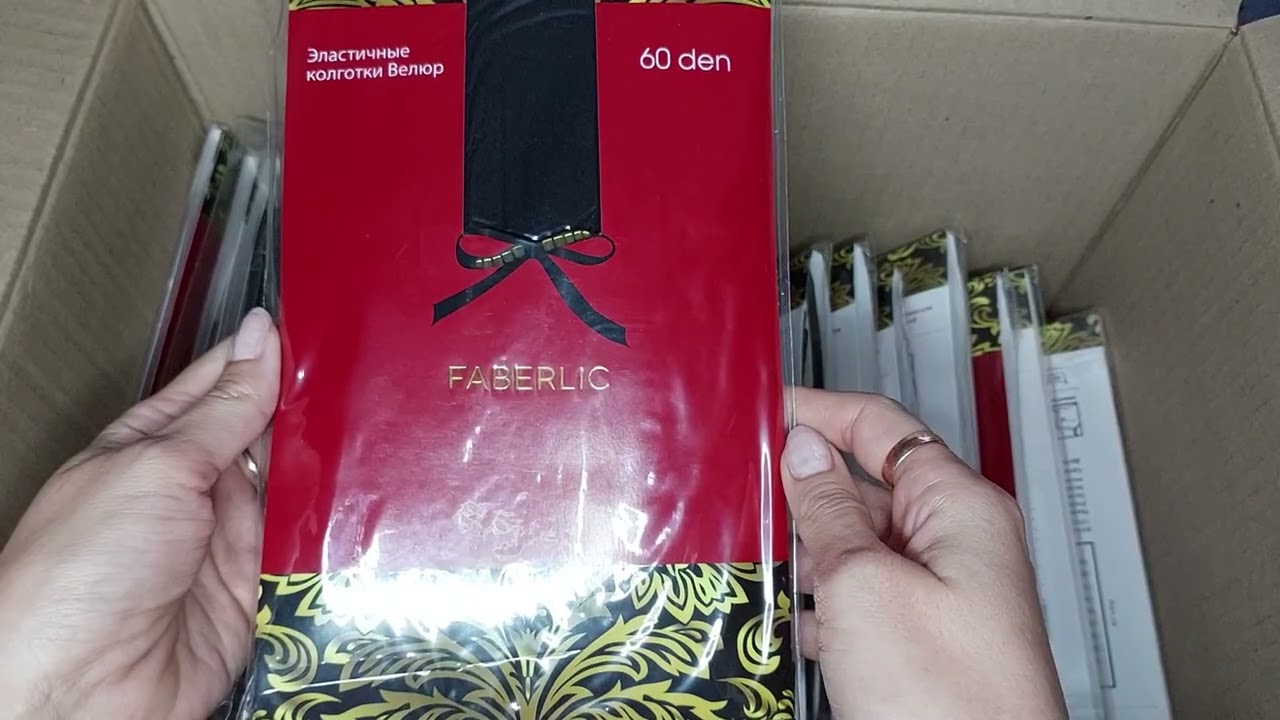 Эластичные
колготки Велюр
60 den
FABERLIC